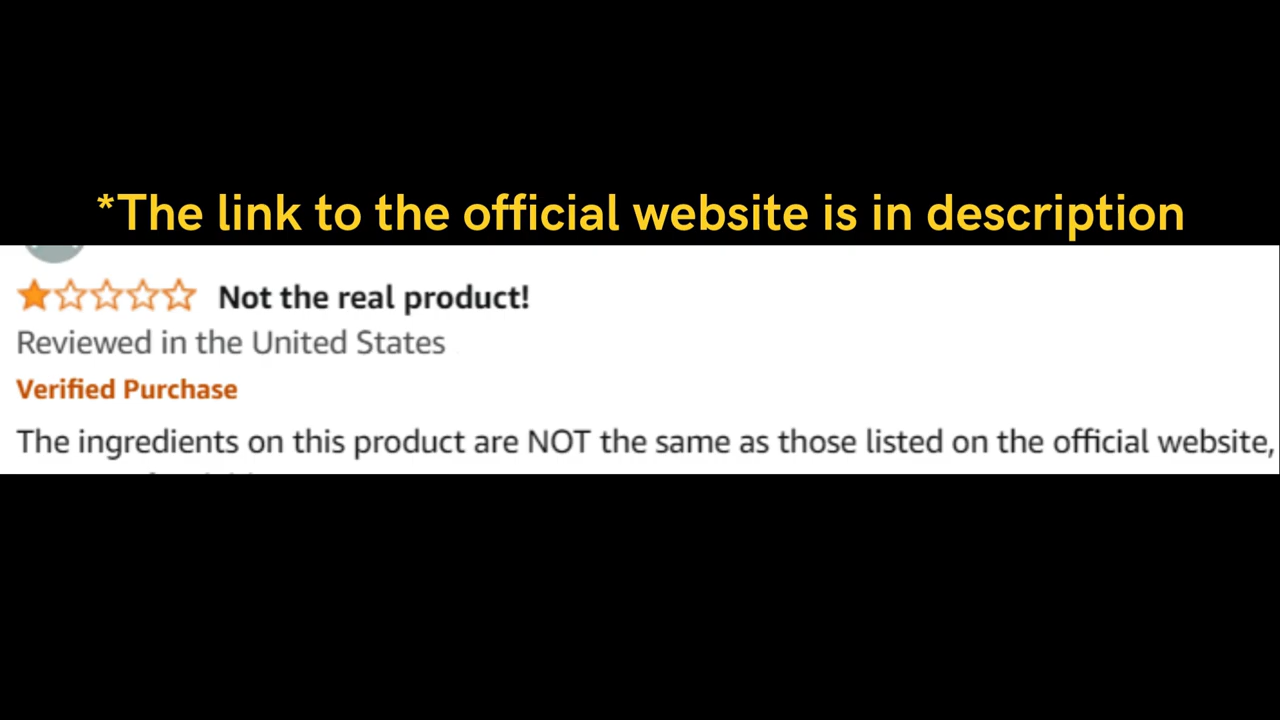 *The link to the official website is in description
Not the real product!
Reviewed in the United States
Verified Purchase
The ingredients on this product are NOT the same as those listed on the official website,